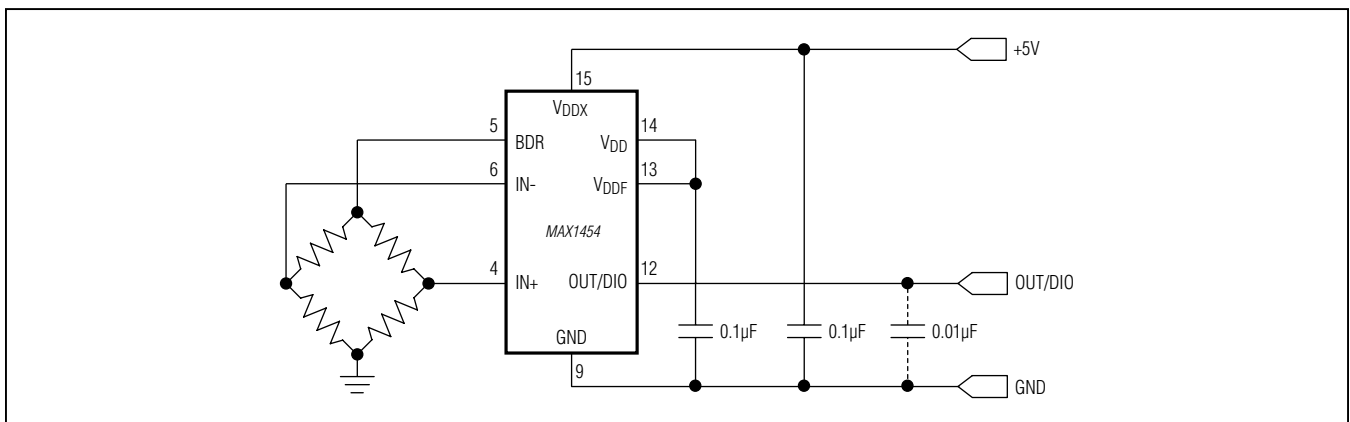 +5V
15
VDDX
5
14
BDR
VDD
6
13
IN-
VDDF
MAX1454
4
12
IN+
OUT/DIO
OUT/DIO
0.1µF
0.1µF
0.01µF
GND
9
GND